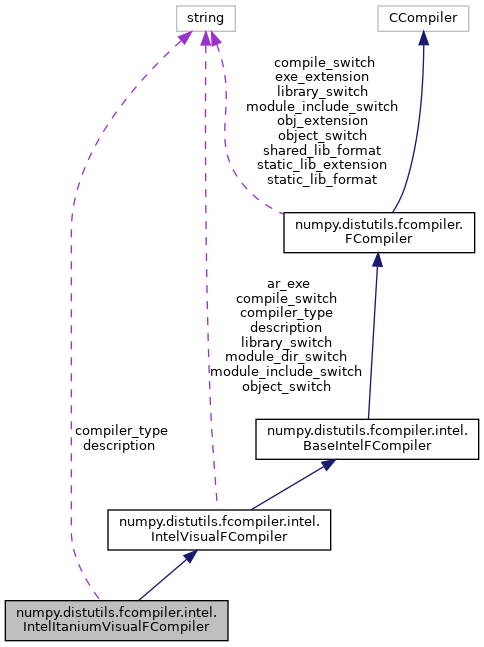 string
CCompiler
compile_switch
exe_extension
library_switch
module_include_switch
obj_extension
object_switch
shared_lib_format
static_lib_extension
static_lib_format
numpy.distutils.fcompiler.
FCompiler
ar_exe
compile_switch
compiler_type
description
library_switch
module_dir_switch
module_include_switch
object_switch
compiler_type
description
numpy.distutils.fcompiler.intel.
BaseIntelFCompiler
numpy.distutils.fcompiler.intel.
IntelVisualFCompiler
numpy.distutils.fcompiler.intel.
IntelItaniumVisualFCompiler